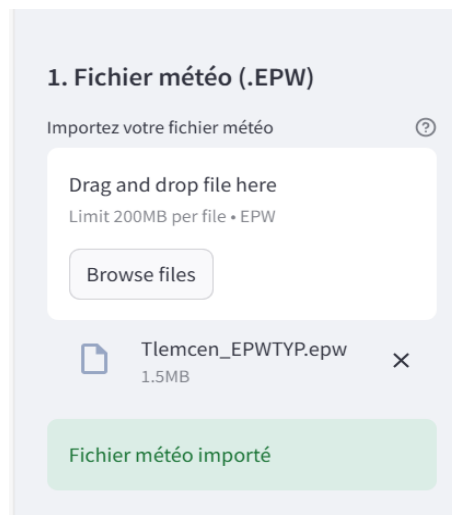 1. Fichier météo (.EPW)
Importez votre fichier météo
Drag and drop file here
Limit 200MB per file • EPW
Browse files
Tlemcen_EPWTYP.epw
1.5MB
Fichier météo importé